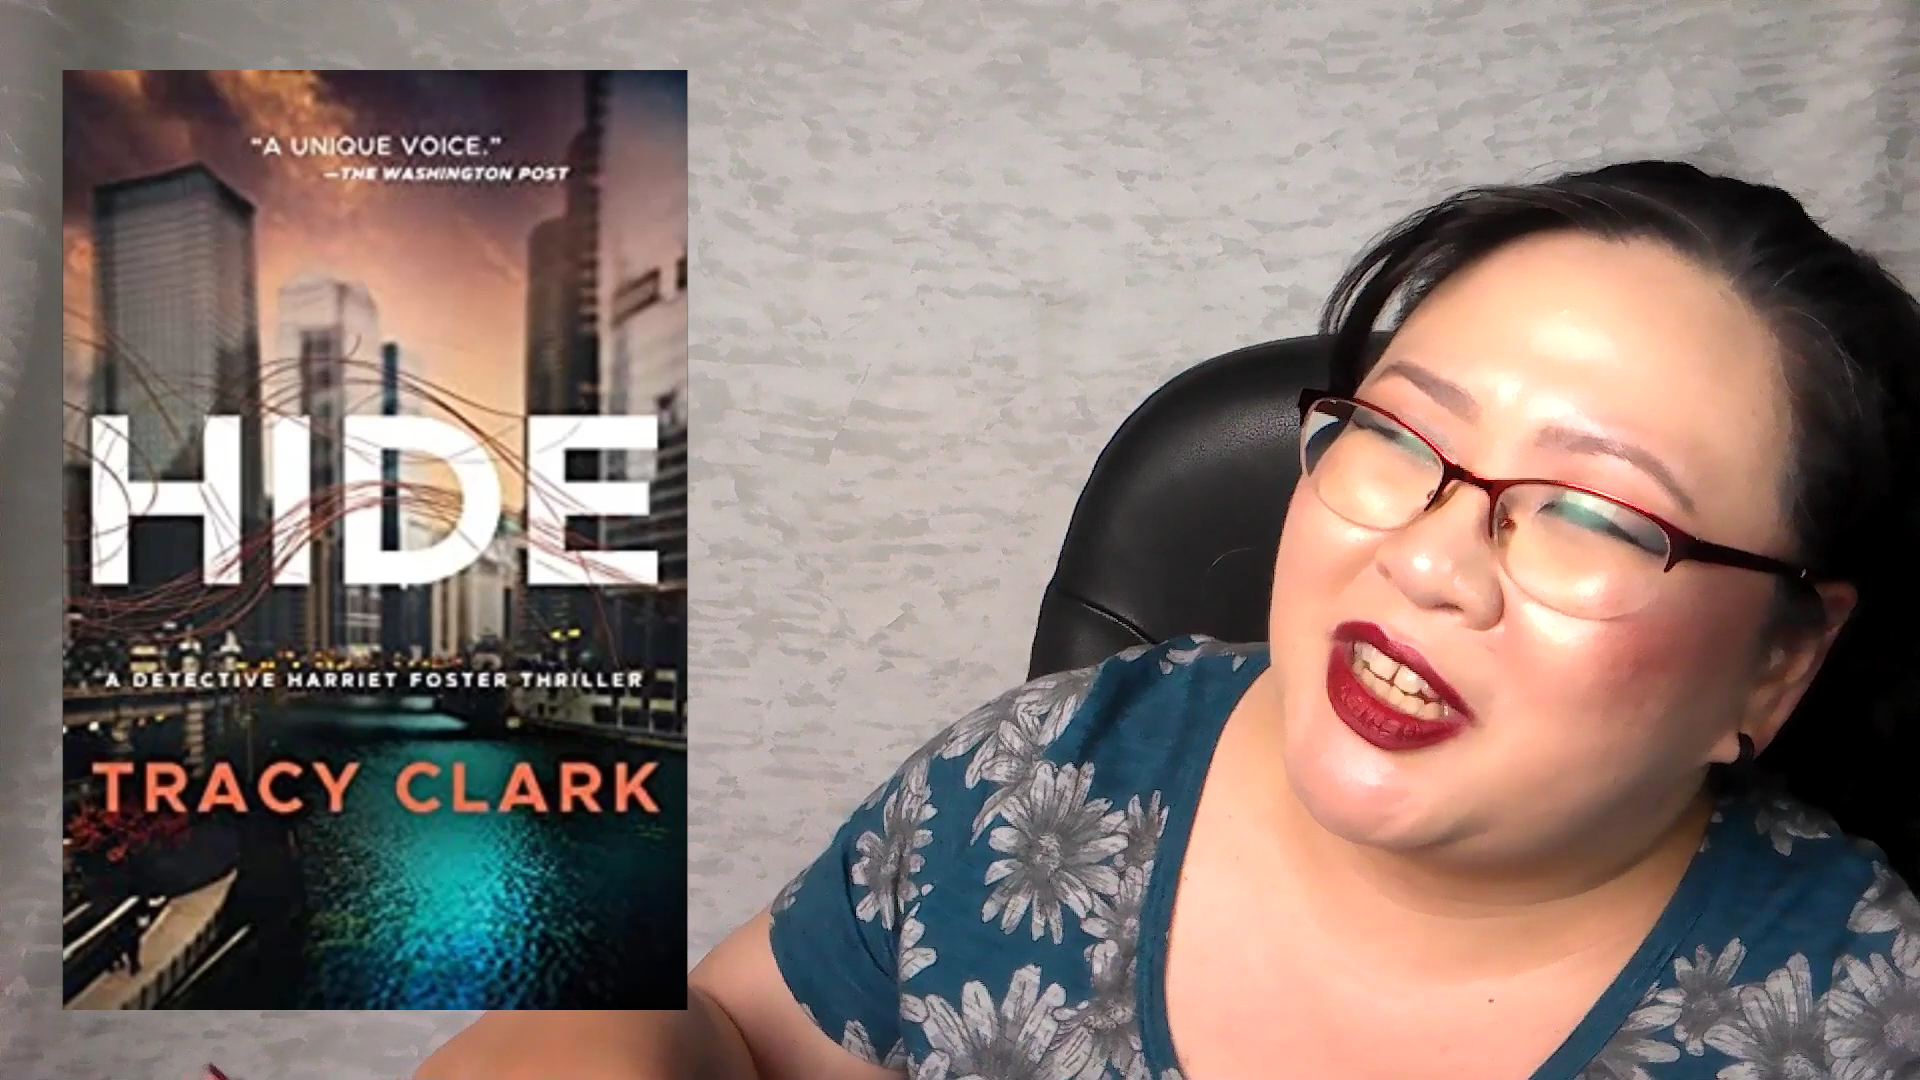 “A UNIQUE VOICE.”
—THE WASHINGTON POST
HIDE
A DETECTIVE HARRIET FOSTER THRILLER
TRACY CLARK